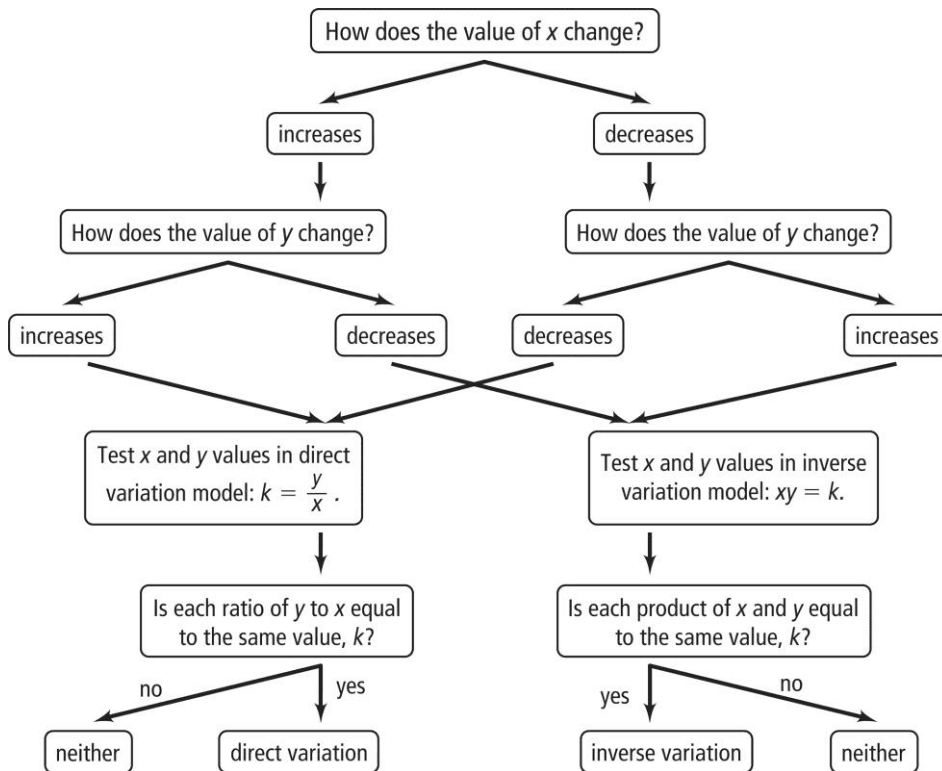 How does the value of x change?
increases
decreases
How does the value of y change?
How does the value of y change?
increases
decreases
decreases
increases
Test x and y values in direct
variation model: k = y/x .
Test x and y values in inverse
variation model: xy = k.
Is each ratio of y to x equal
to the same value, k?
Is each product of x and y equal
to the same value, k?
no
yes
yes
no
neither
direct variation
inverse variation
neither